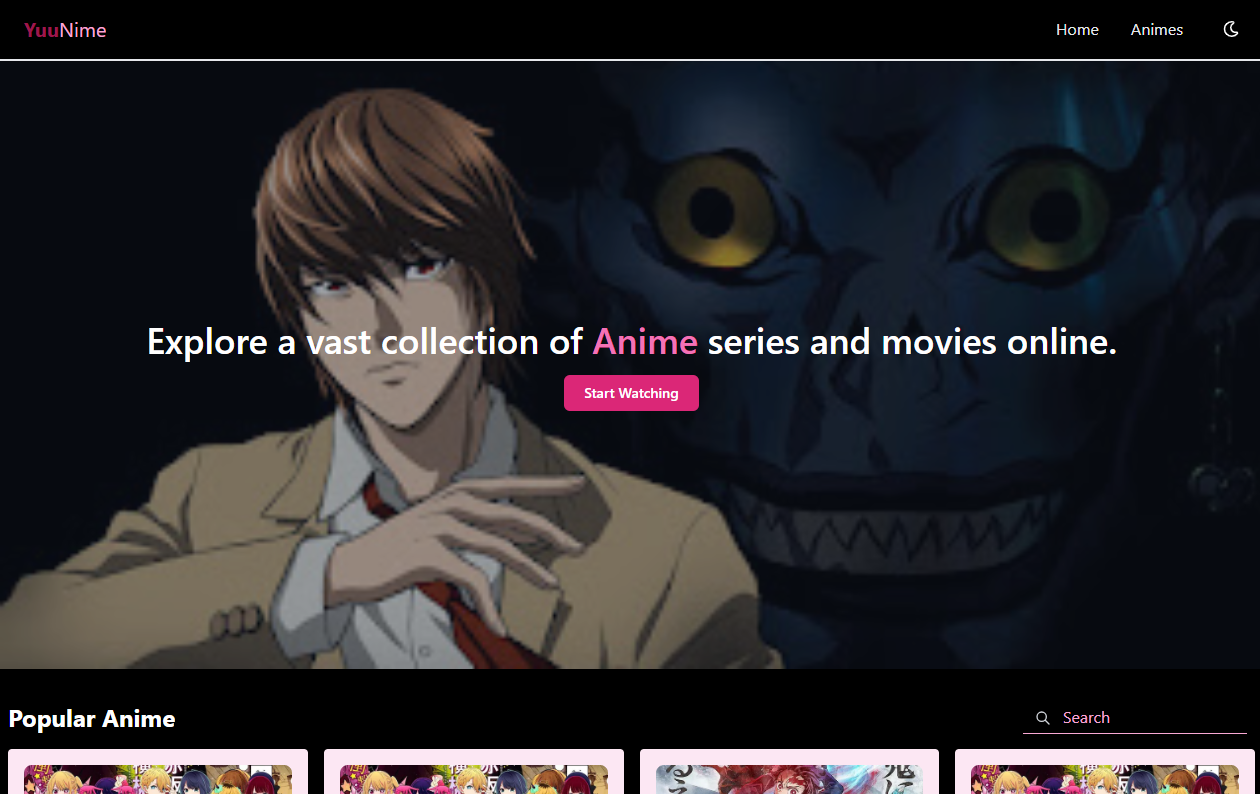 YuuNime
Home
Animes
Explore a vast collection of Anime series and movies online.
Start Watching
Popular Anime
Search